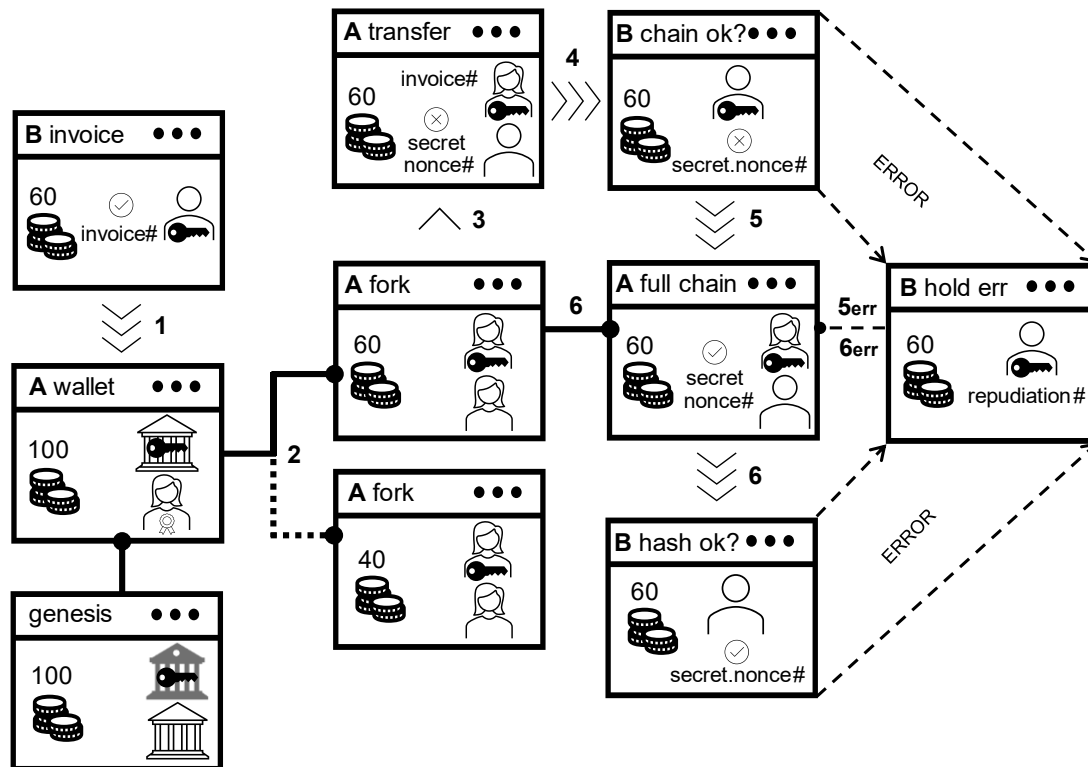 A transfer
invoice#
60
secret
nonce#
4
B chain ok?
60
secret.nonce#
ERROR
B invoice
60
invoice#
1
3
5
A fork
60
6
A full chain
60
secret
nonce#
5err
6err
B hold err
60
repudiation#
A wallet
100
2
A fork
40
6
B hash ok?
60
secret.nonce#
ERROR
genesis
100